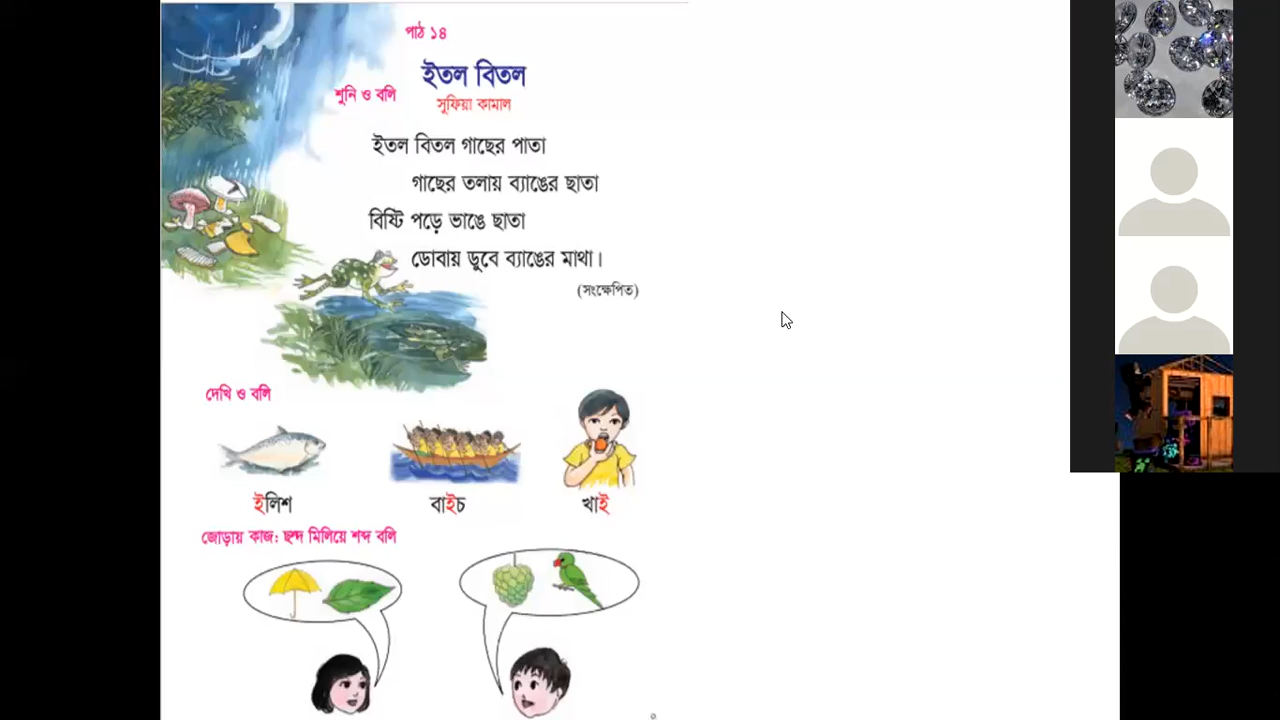 পাঠ ১৪
ইতল বিতল
শুনি ও বলি
সুফিয়া কামাল
ইতল বিতল গাছের পাতা
গাছের তলায় ব্যাঙের ছাতা
বিষ্টি পড়ে ভাঙে ছাতা
ডোবায় ডুবে ব্যাঙের মাথা।
(সংক্ষেপিত)
দেখি ও বলি
ইলিশ বাইচ খাই
জোড়ায় কাজ: ছন্দ মিলিয়ে শব্দ বলি